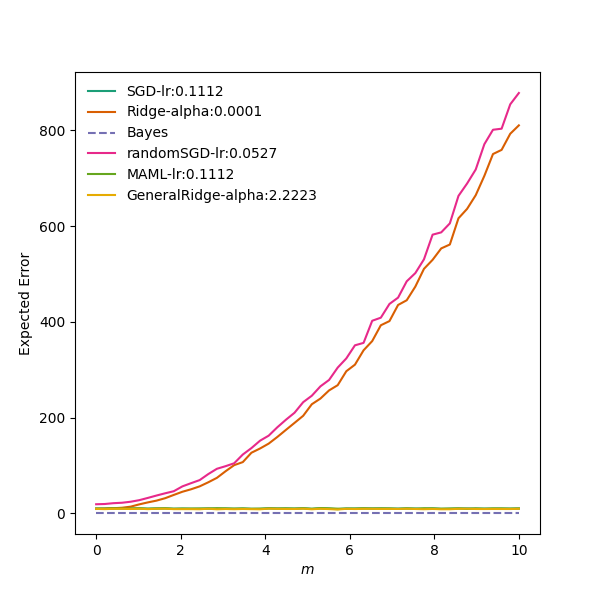 SGD-lr:0.1112
Ridge-alpha:0.0001
Bayes
randomSGD-lr:0.0527
MAML-lr:0.1112
GeneralRidge-alpha:2.2223
Expected Error
800
600
400
200
0
0 2 4 6 8 10
m